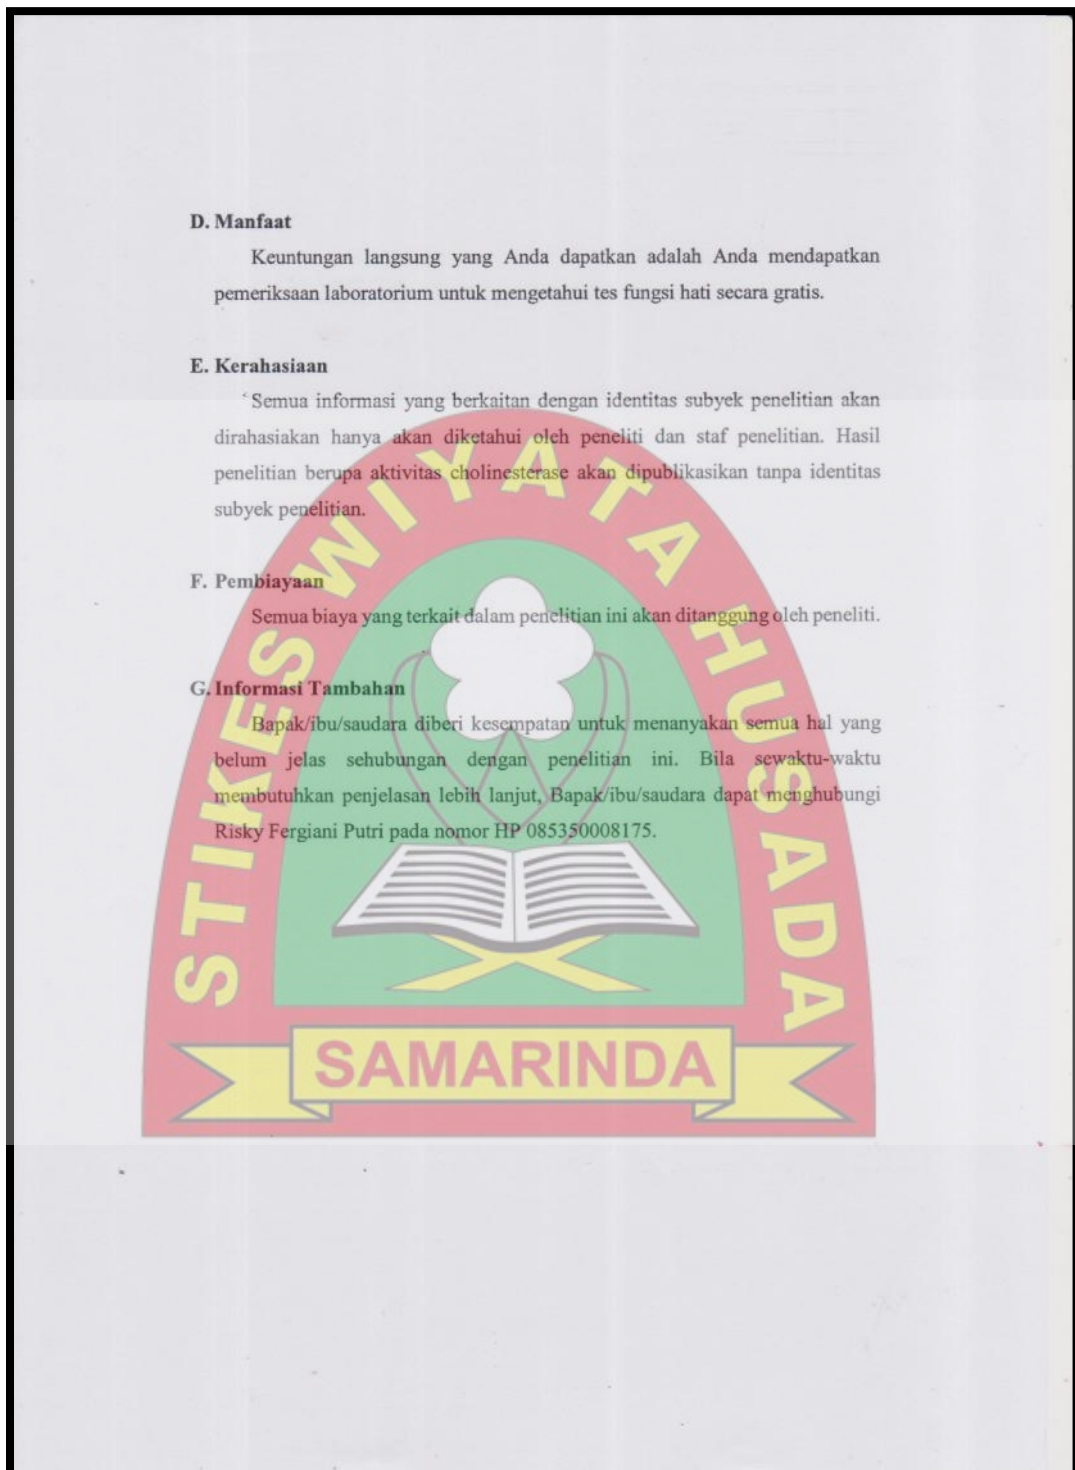 D. Manfaat
Keuntungan langsung yang Anda dapatkan adalah Anda mendapatkan
pemeriksaan laboratorium untuk mengetahui tes fungsi hati secara gratis.
E. Kerahasiaan
Semua informasi yang berkaitan dengan identitas subyek penelitian akan
dirahasiakan hanya akan diketahui oleh peneliti dan staf penelitian. Hasil
penelitian berupa aktivitas cholinesterase akan dipublikasikan tanpa identitas
subyek penelitian.
F. Pembiayaan
Semua biaya yang terkait dalam penelitian ini akan ditanggung oleh peneliti.
G. Informasi Tambahan
Bapak/ibu/saudara diberi kesempatan untuk menanyakan semua hal yang
belum jelas sehubungan dengan penelitian ini. Bila sewaktu-waktu
membutuhkan penjelasan lebih lanjut, Bapak/ibu/saudara dapat menghubungi
Risky Fergiani Putri pada nomor HP 085350008175.
STIKES WIYATA HUSADA
SAMARINDA